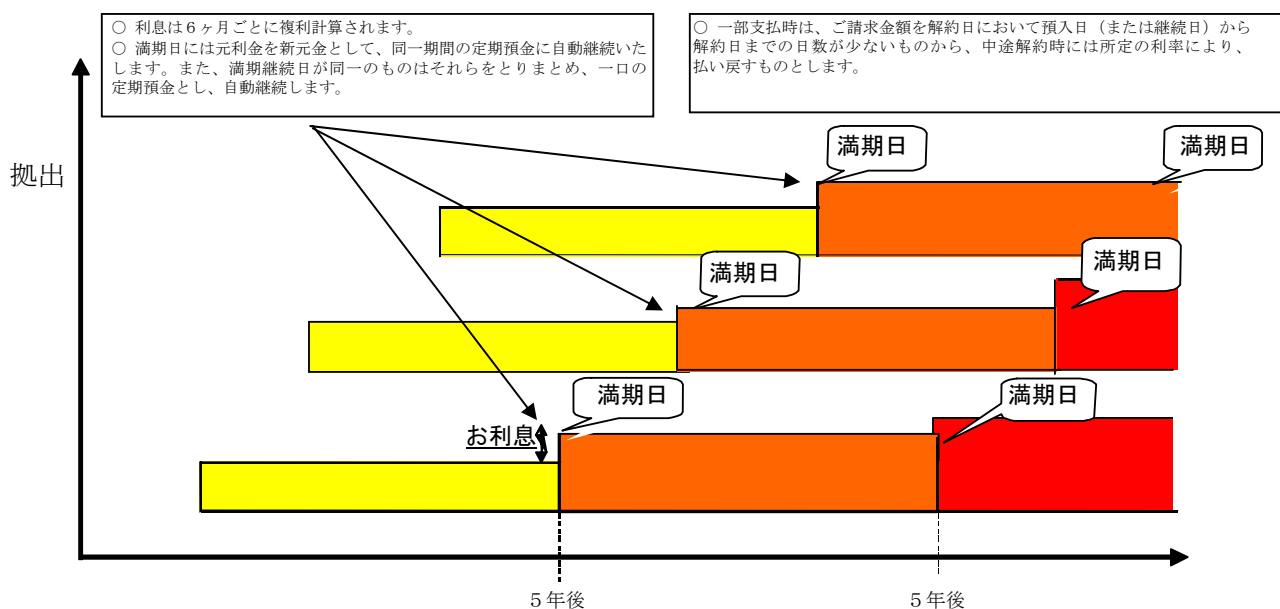 ○ 利息は６ヶ月ごとに複利計算されます。
○ 満期日には元利金を新元金として、同一期間の定期預金に自動継続いた
します。また、満期継続日が同一のものはそれらをとりまとめ、一口の
定期預金とし、自動継続します。
○ 一部支払時は、ご請求金額を解約日において預入日（または継続日）から
解約日までの日数が少ないものから、中途解約時には所定の利率により、
払い戻すものとします。
拠出
満期日
満期日
満期日
満期日
満期日
満期日
お利息
５年後
５年後